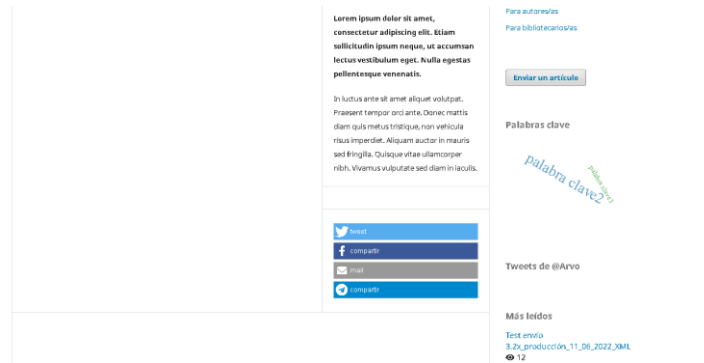 Lorem ipsum dolor sit amet,
consectetur adipiscing elit. Etiam
sollicitudin ipsum neque, ut accumsan
lectus vestibulum eget. Nulla egestas
pellentesque venenatis.
In luctus ante sit amet aliquet volutpat.
Praesent tempor orci ante. Donec mattis
diam quis metus tristique, non vehicula
risus imperdiet. Aliquam auctor in mauris
sed fringilla. Quisque vitae ullamcorper
nibh. Vivamus vulputate sed diam in iaculis.
tweet
compartir
mail
compartir
Para autores/as
Para bibliotecarios/as
Enviar un artículo
Palabras clave
palabra clave2
palabra clave1
Tweets de @Arvo
Más leídos
Test envío
3.2x_producción_11_06_2022_XML
12